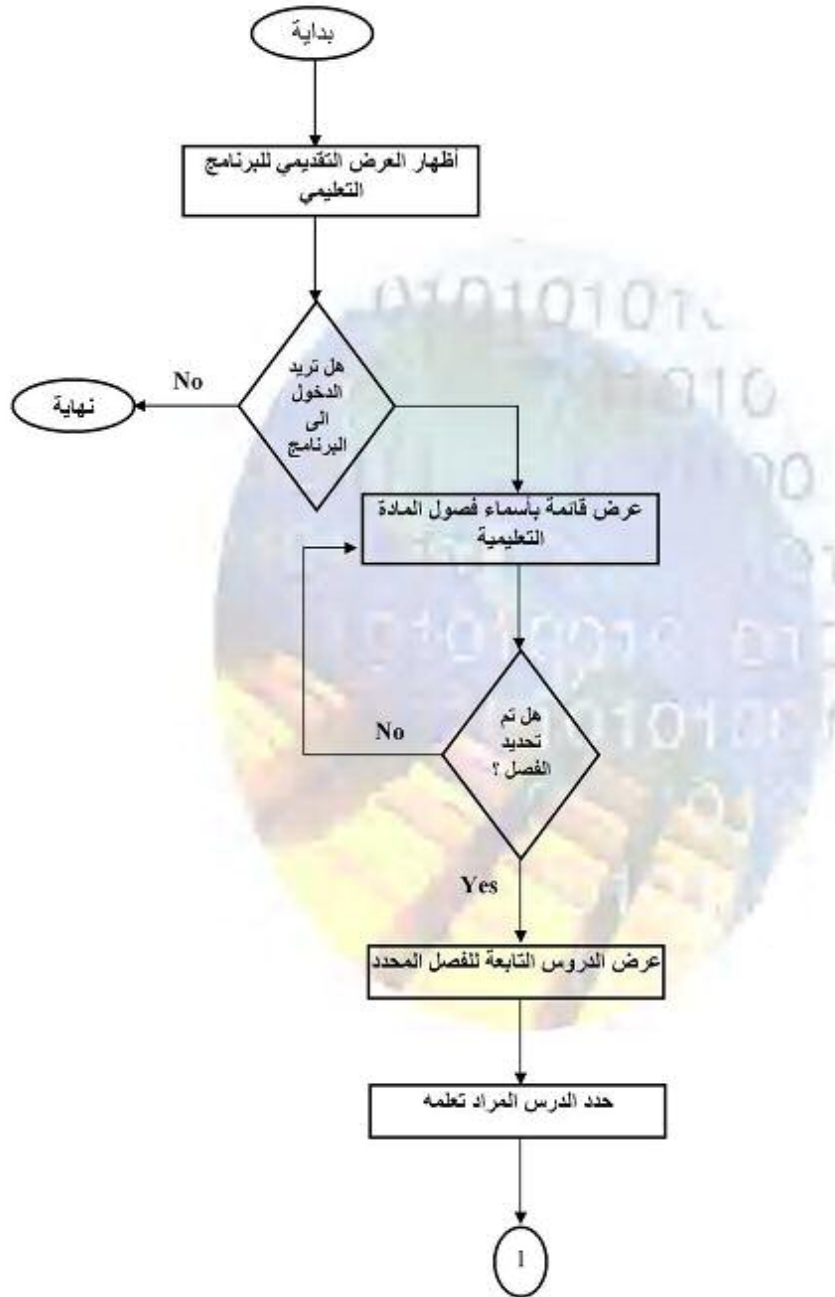 بداية
أظهار العرض التقديمي للبرنامج
التعليمي
هل تريد
الدخول
الى
البرنامج
No
نهاية
عرض قائمة بأسماء فصول المادة
التعليمية
هل تم
تحديد
الفصل ؟
No
Yes
عرض الدروس التابعة للفصل المحدد
حدد الدرس المراد تعلمه
1